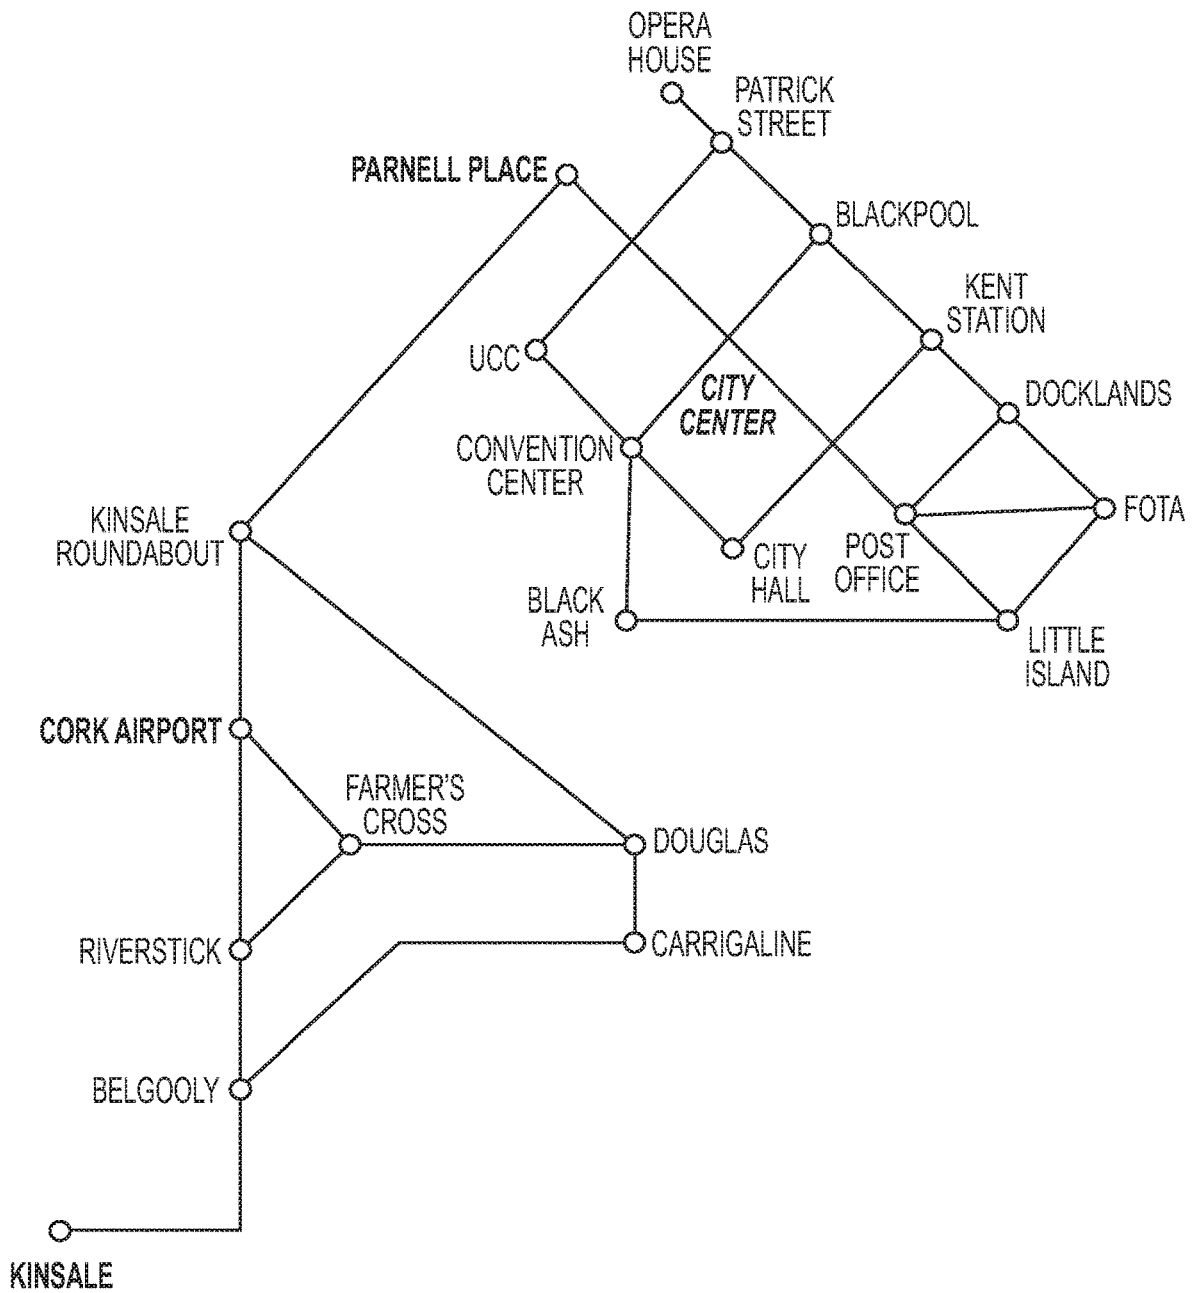 OPERA
HOUSE
PATRICK
STREET
PARNELL PLACE
BLACKPOOL
KENT
STATION
UCC
CITY
CENTER
DOCKLANDS
CONVENTION
CENTER
KINSALE
ROUNDABOUT
FOTA
POST
OFFICE
CITY
HALL
BLACK
ASH
LITTLE
ISLAND
CORK AIRPORT
FARMER'S
CROSS
DOUGLAS
RIVERSTICK
CARRIGALINE
BELGOOLY
KINSALE